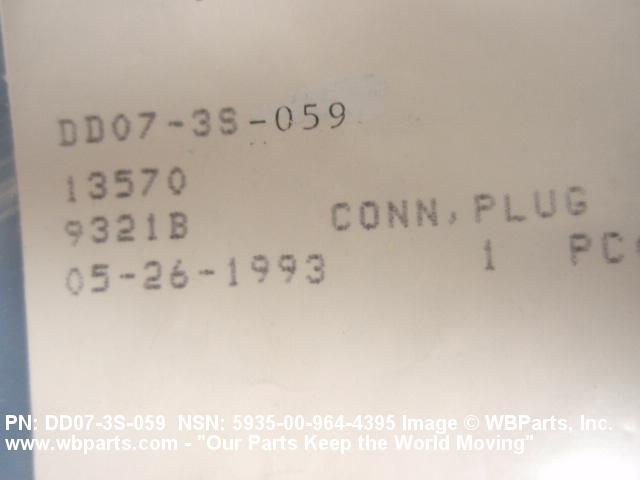 DD07-3S-059
13570
9321B CONN, PLUG
05-26-1993 1 PC
PN: DD07-3S-059 NSN: 5935-00-964-4395 Image © WBParts, Inc.
www.wbparts.com - "Our Parts Keep the World Moving"